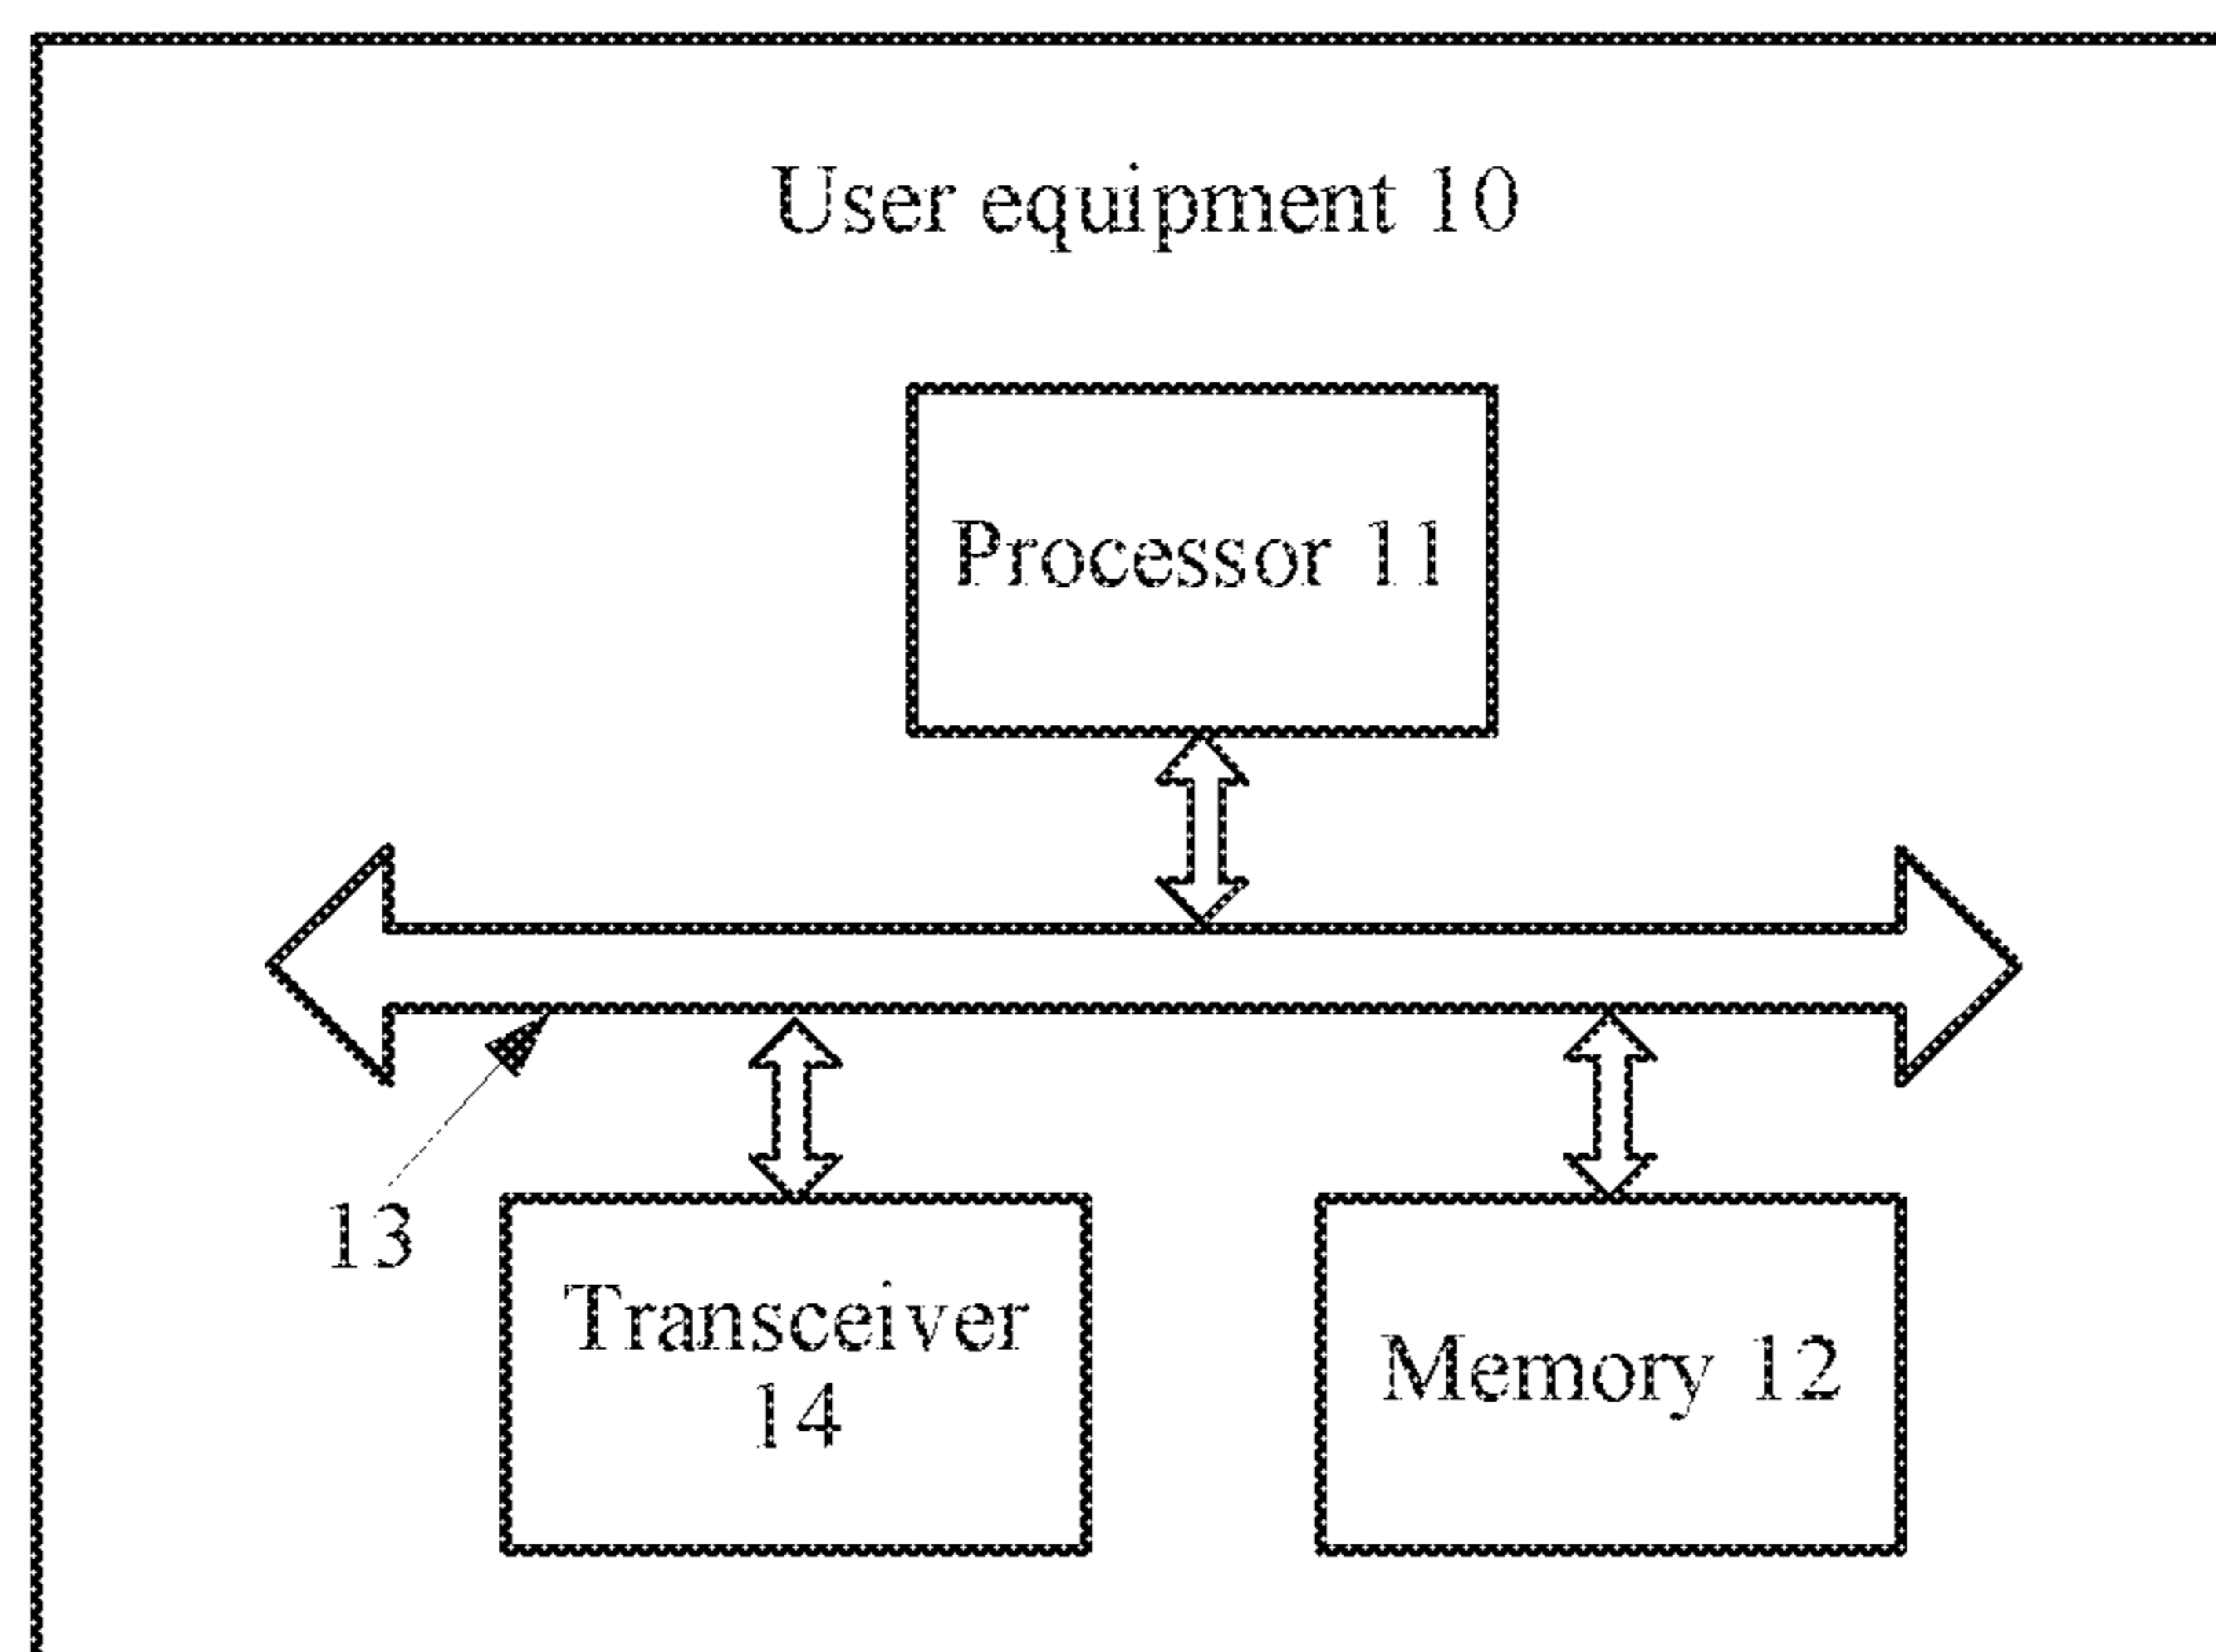 User equipment 10
Processor 11
13
Transceiver
14
Memory 12